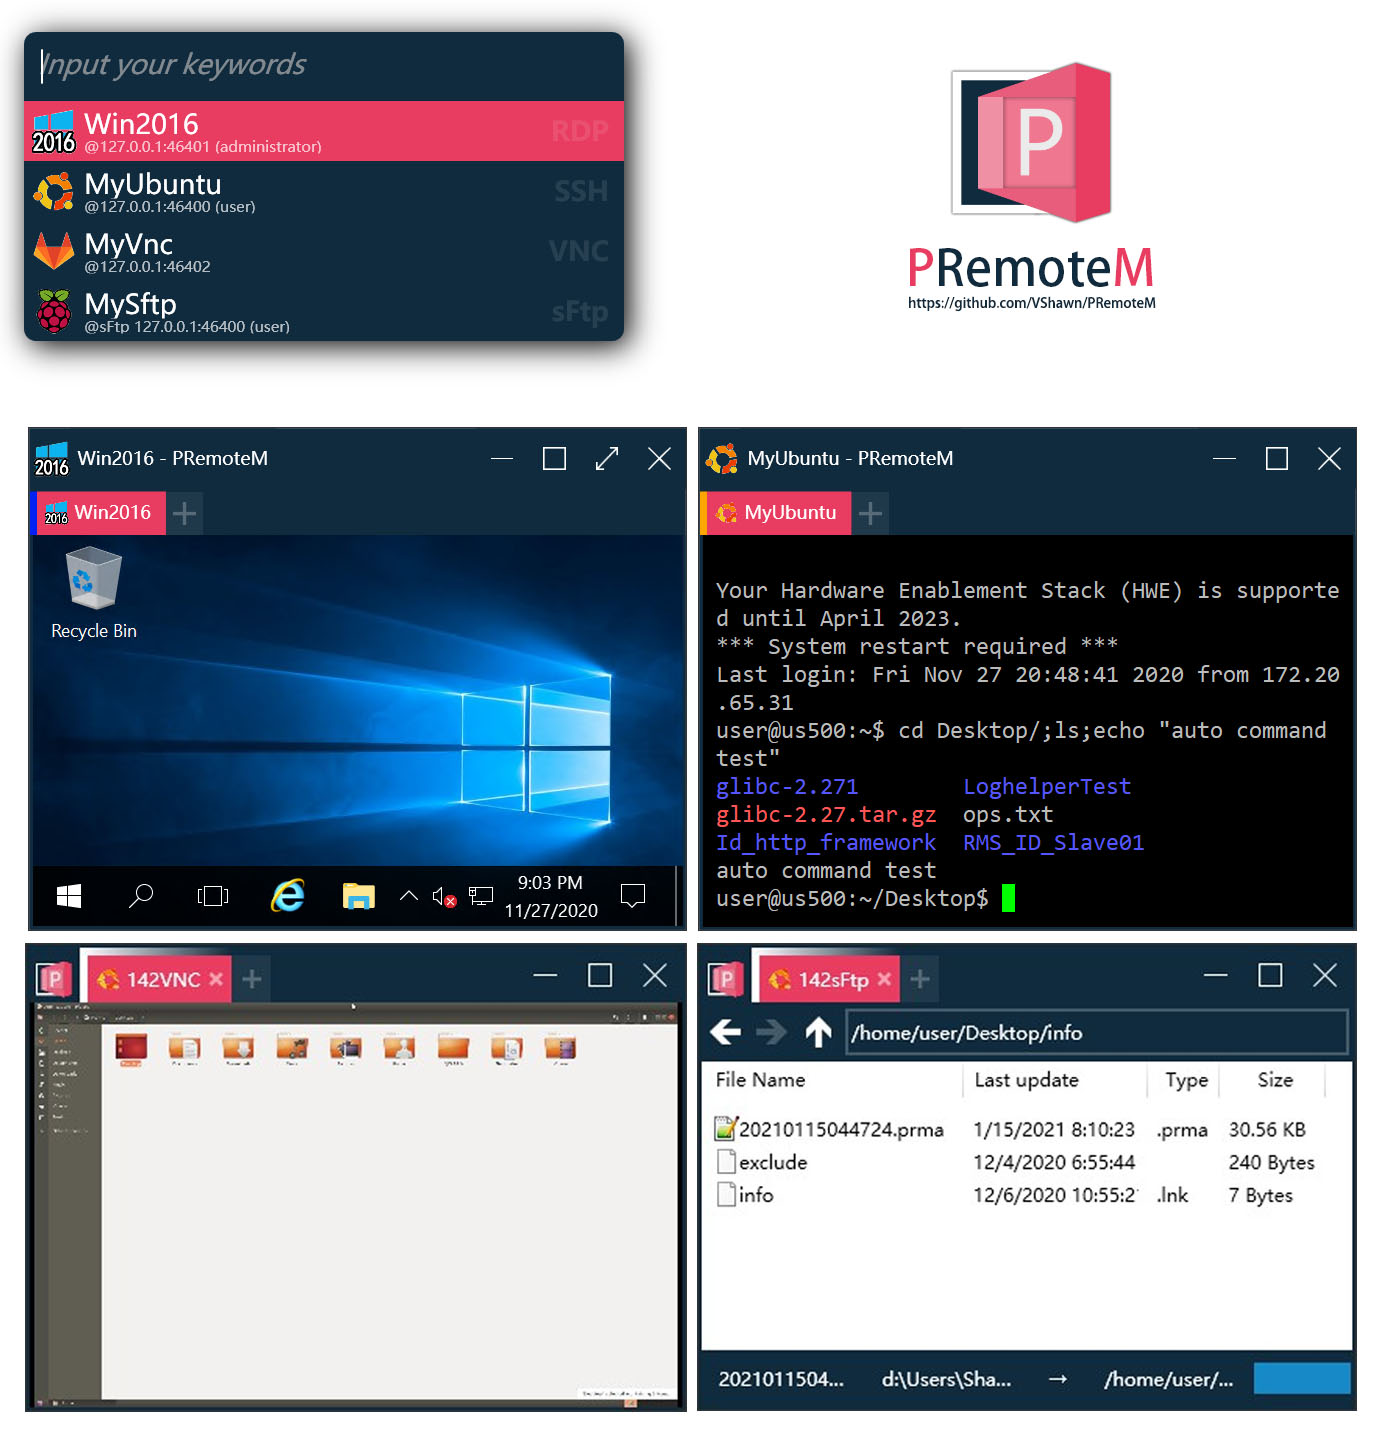 Input your keywords
2016
Win2016
@127.0.0.1:46401 (administrator)
RDP
MyUbuntu
@127.0.0.1:46400 (user)
SSH
MyVnc
@127.0.0.1:46402
VNC
MySftp
@sFtp 127.0.0.1:46400 (user)
sFtp
P
PRemoteM
https://github.com/VShawn/PRemoteM
2016
Win2016 - PRemoteM
2016
Win2016
Recycle Bin
9:03 PM
11/27/2020
MyUbuntu - PRemoteM
MyUbuntu
Your Hardware Enablement Stack (HWE) is supporte
d until April 2023.
*** System restart required ***
Last login: Fri Nov 27 20:48:41 2020 from 172.20
.65.31
user@us500:~$ cd Desktop/;ls;echo "auto command
test"
glibc-2.271 LoghelperTest
glibc-2.27.tar.gz ops.txt
Id_http_framework RMS_ID_Slave01
auto command test
user@us500:~/Desktop$
P
142VNC
P
142sFtp
/home/user/Desktop/info
File Name Last update Type Size
20210115044724.prma 1/15/2021 8:10:23 .prma 30.56 KB
exclude 12/4/2020 6:55:44 240 Bytes
info 12/6/2020 10:55:2 .lnk 7 Bytes
2021011504... d:\Users\Sha... → /home/user/...